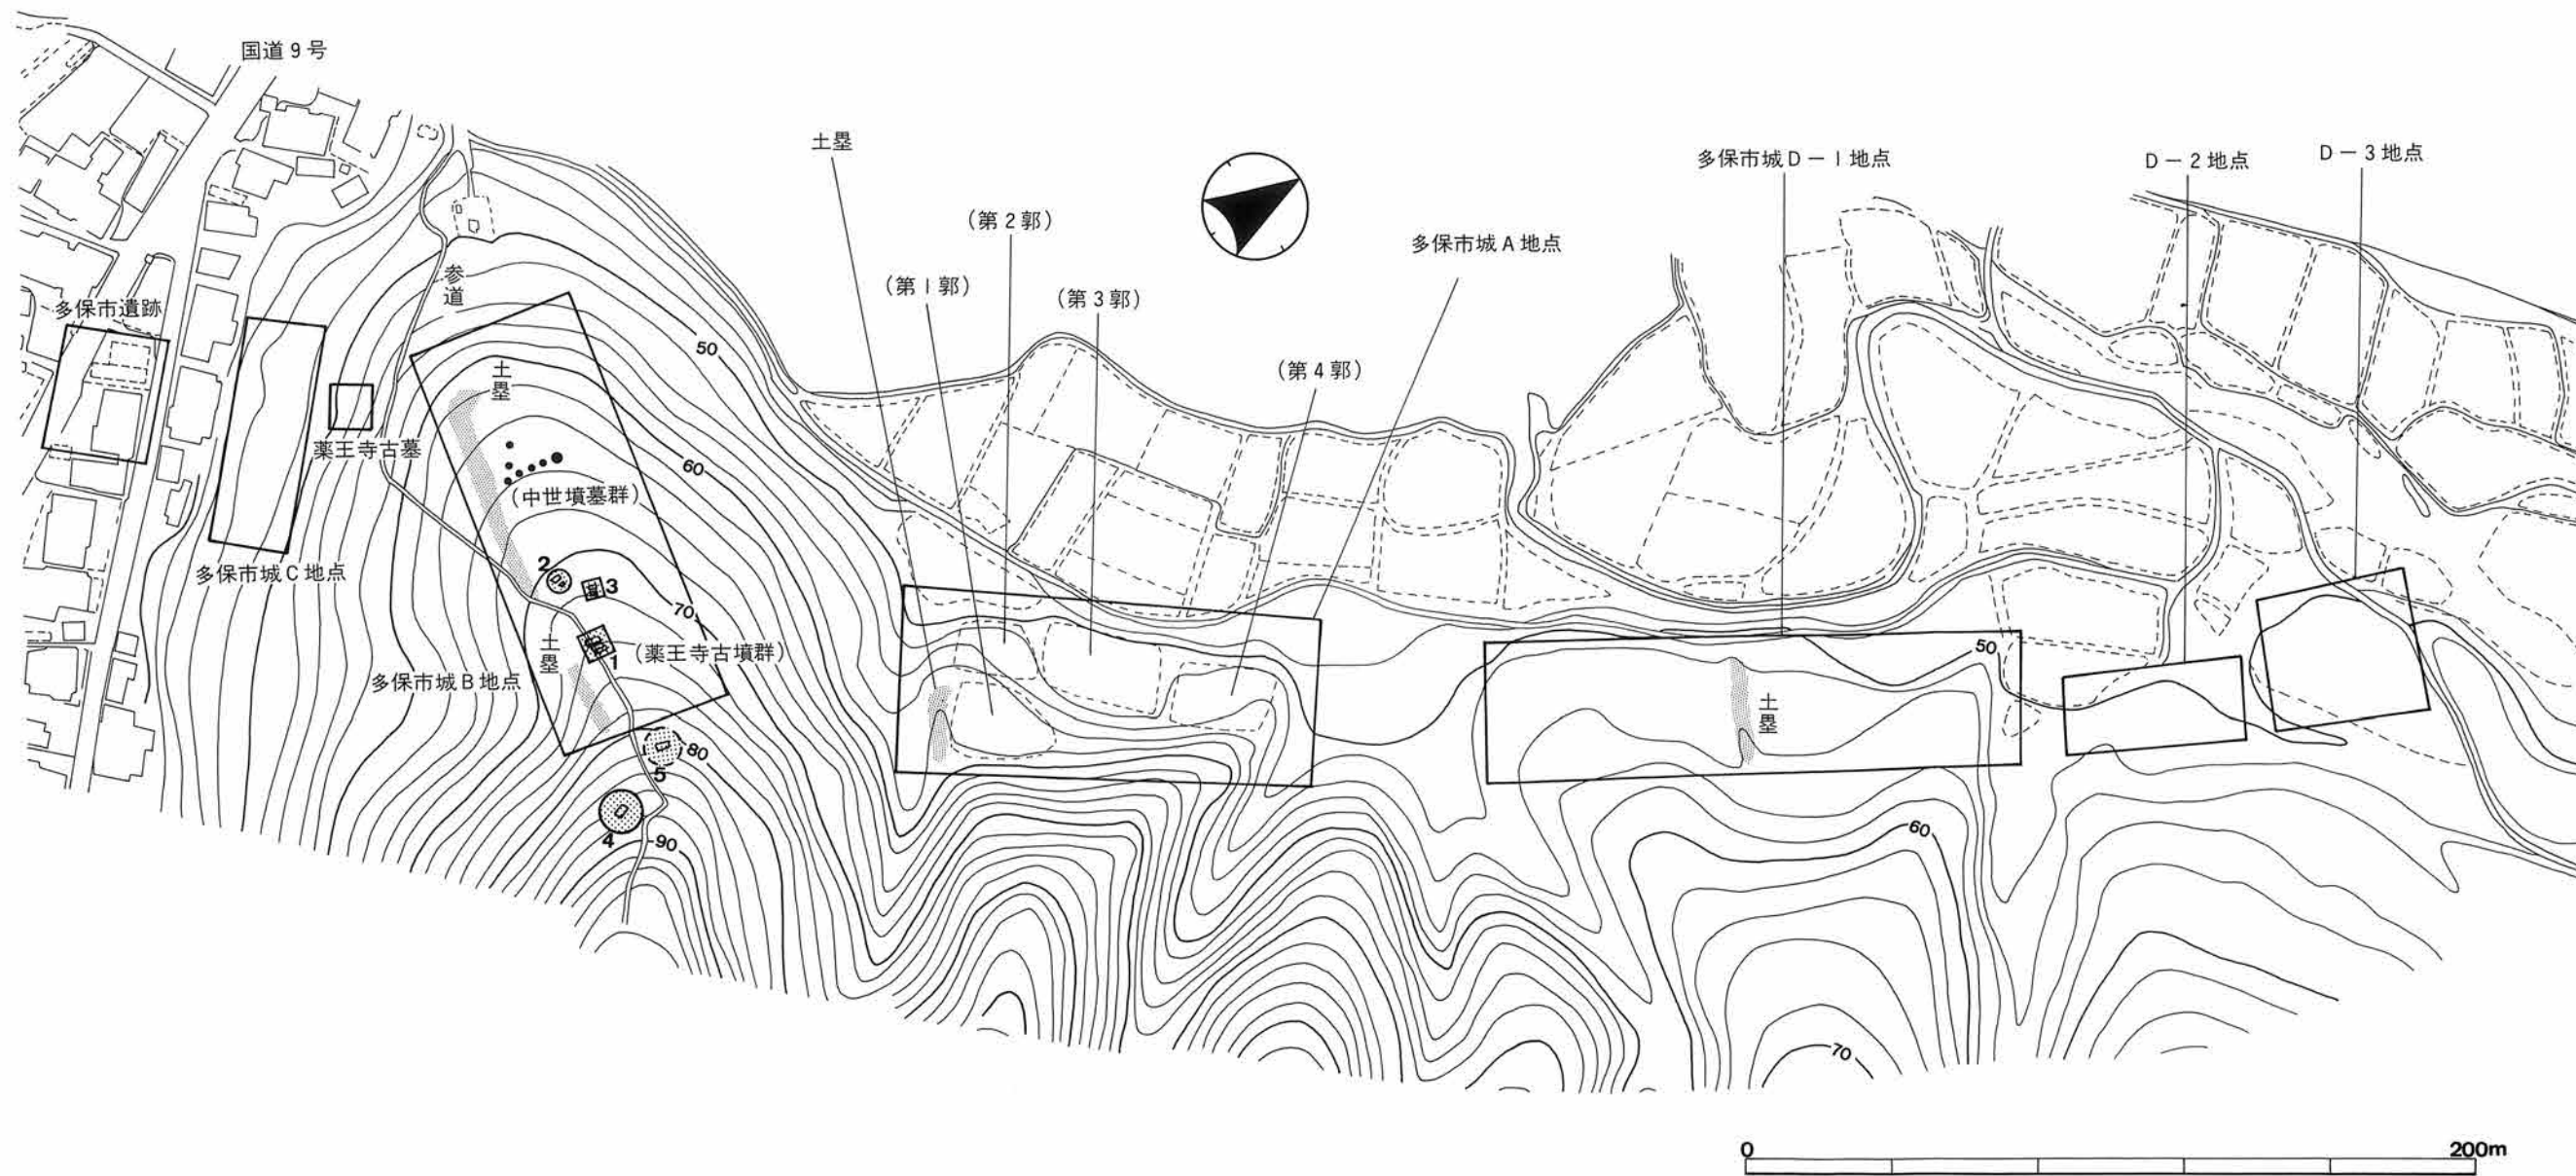 国道9号
土塁
多保市城D－1地点
D－2地点
D－3地点
（第2郭）
多保市城A地点
（第1郭）
（第3郭）
（第4郭）
参道
多保市遺跡
50
土塁
薬王寺古墓
60
（中世墳墓群）
多保市城C地点
2
3
70
土塁
1
（薬王寺古墳群）
多保市城B地点
50
土塁
80
5
4
90
60
70
0
200m